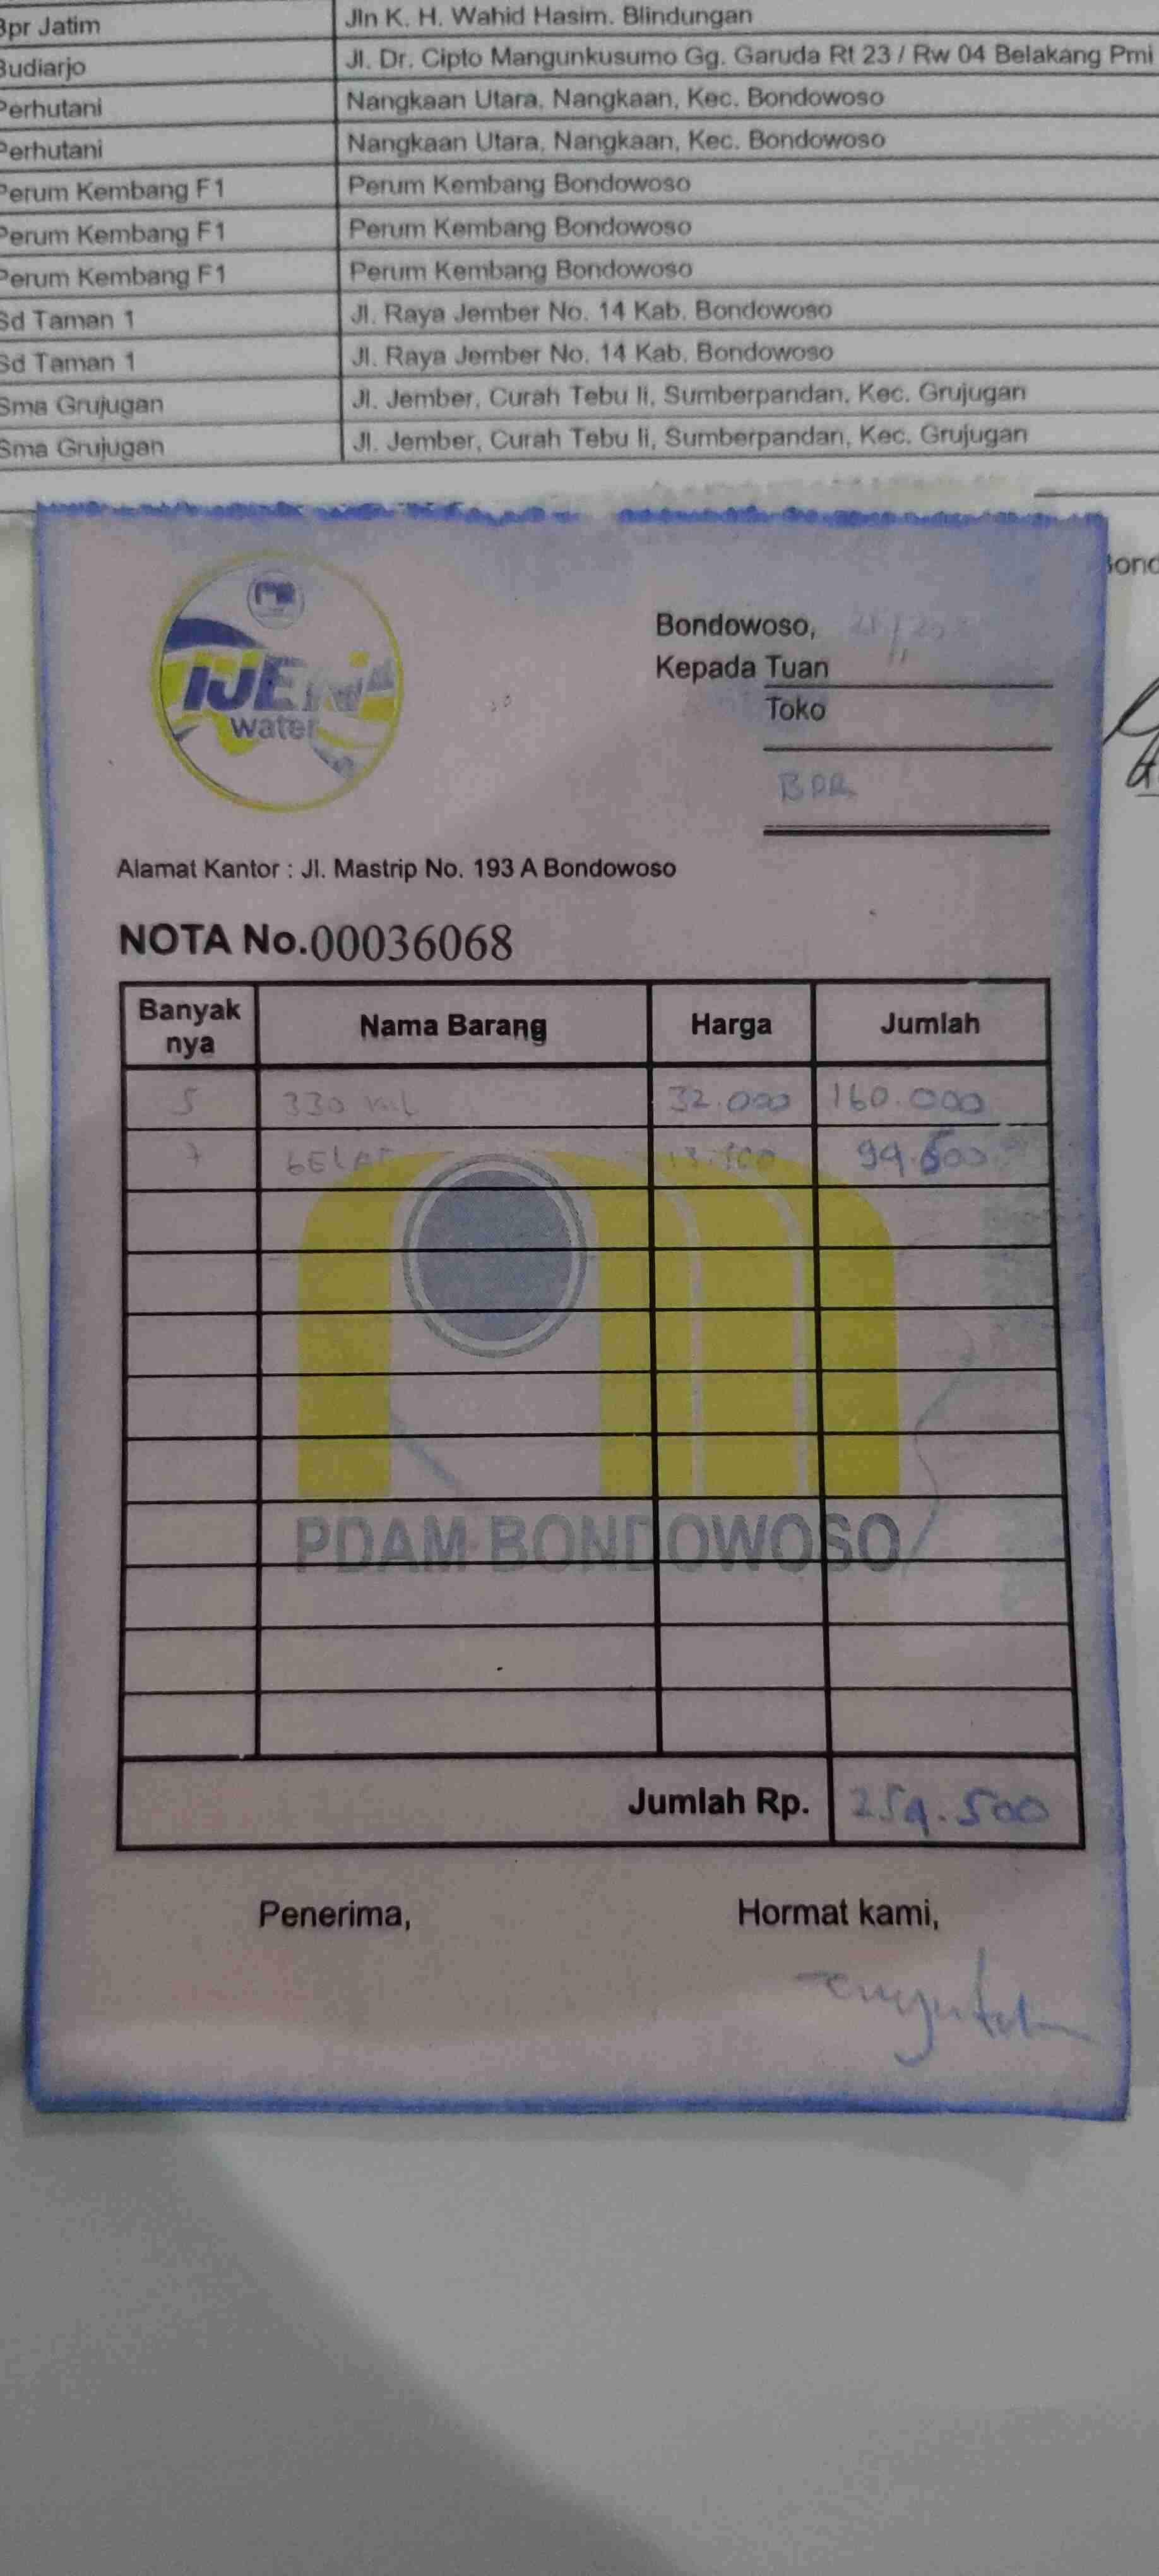 Bpr Jatim Jln K. H. Wahid Hasim. Blindungan
Budiarjo Jl. Dr. Cipto Mangunkusumo Gg. Garuda Rt 23 / Rw 04 Belakang Pmi
Perhutani Nangkaan Utara, Nangkaan, Kec. Bondowoso
Perhutani Nangkaan Utara, Nangkaan, Kec. Bondowoso
Perum Kembang F1 Perum Kembang Bondowoso
Perum Kembang F1 Perum Kembang Bondowoso
Perum Kembang F1 Perum Kembang Bondowoso
Sd Taman 1 Jl. Raya Jember No. 14 Kab. Bondowoso
Sd Taman 1 Jl. Raya Jember No. 14 Kab. Bondowoso
Sma Grujugan Jl. Jember, Curah Tebu Ii, Sumberpandan, Kec. Grujugan
Sma Grujugan Jl. Jember, Curah Tebu Ii, Sumberpandan, Kec. Grujugan
IJEN
water
Bondowoso,
Kepada Tuan
Toko
BPR
Alamat Kantor : Jl. Mastrip No. 193 A Bondowoso
NOTA No.00036068
Banyak nya Nama Barang Harga Jumlah
5 330 ml 32.000 160.000
7 GELAS 94.500
PDAM BONDOWOSO
Jumlah Rp. 254.500
Penerima, Hormat kami,